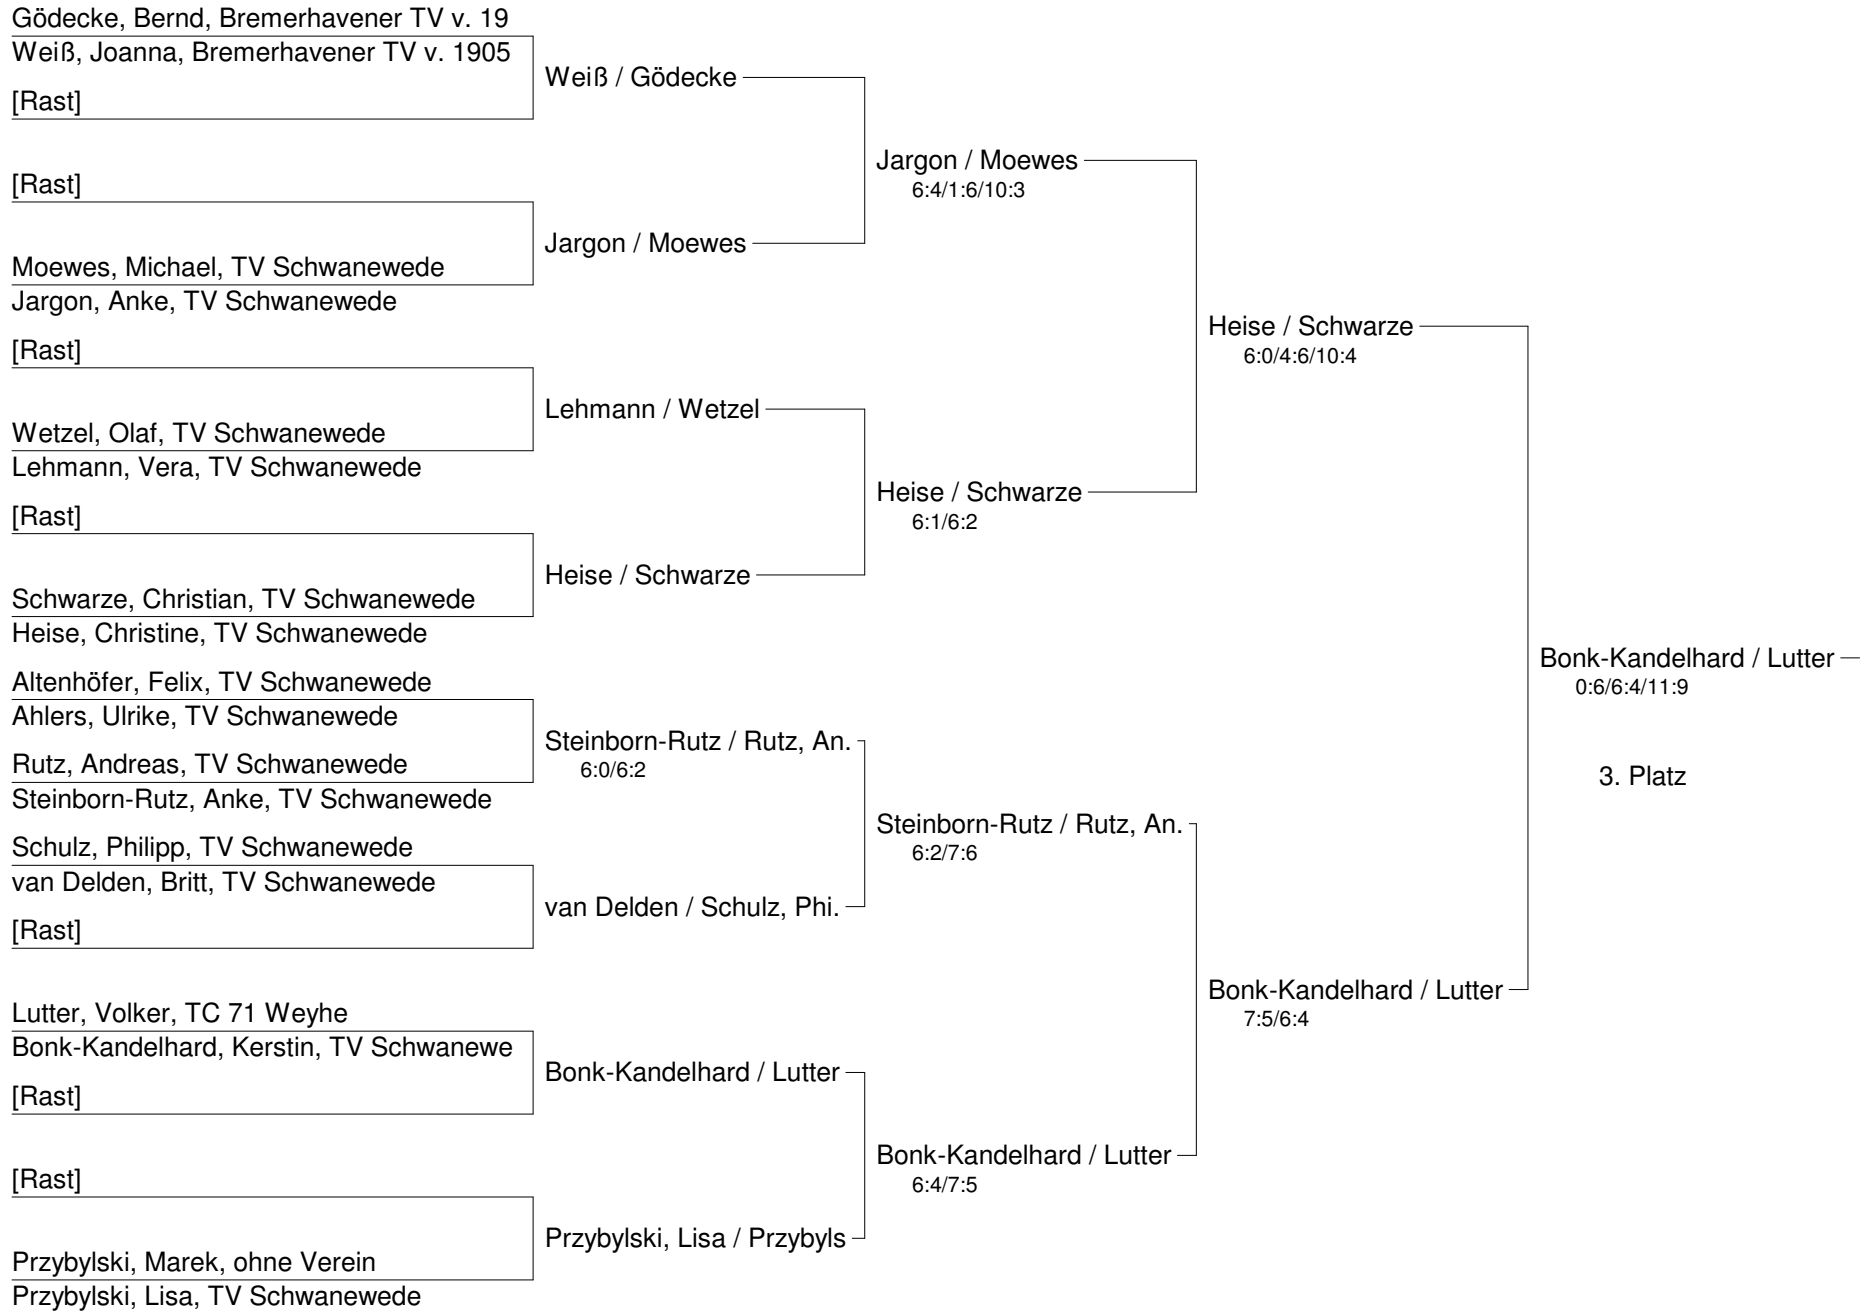 Gödecke, Bernd, Bremerhavener TV v. 19
Weiß, Joanna, Bremerhavener TV v. 1905
[Rast]
Weiß / Gödecke
[Rast]
Moewes, Michael, TV Schwanewede
Jargon, Anke, TV Schwanewede
Jargon / Moewes
Jargon / Moewes
6:4/1:6/10:3
[Rast]
Wetzel, Olaf, TV Schwanewede
Lehmann, Vera, TV Schwanewede
Lehmann / Wetzel
[Rast]
Schwarze, Christian, TV Schwanewede
Heise, Christine, TV Schwanewede
Heise / Schwarze
Heise / Schwarze
6:1/6:2
Heise / Schwarze
6:0/4:6/10:4
Altenhöfer, Felix, TV Schwanewede
Ahlers, Ulrike, TV Schwanewede
Rutz, Andreas, TV Schwanewede
Steinborn-Rutz, Anke, TV Schwanewede
Steinborn-Rutz / Rutz, An.
6:0/6:2
Schulz, Philipp, TV Schwanewede
van Delden, Britt, TV Schwanewede
[Rast]
van Delden / Schulz, Phi.
Steinborn-Rutz / Rutz, An.
6:2/7:6
Lutter, Volker, TC 71 Weyhe
Bonk-Kandelhard, Kerstin, TV Schwanewe
[Rast]
Bonk-Kandelhard / Lutter
[Rast]
Przybylski, Marek, ohne Verein
Przybylski, Lisa, TV Schwanewede
Przybylski, Lisa / Przybyls
Bonk-Kandelhard / Lutter
6:4/7:5
Bonk-Kandelhard / Lutter
7:5/6:4
Bonk-Kandelhard / Lutter
0:6/6:4/11:9
3. Platz